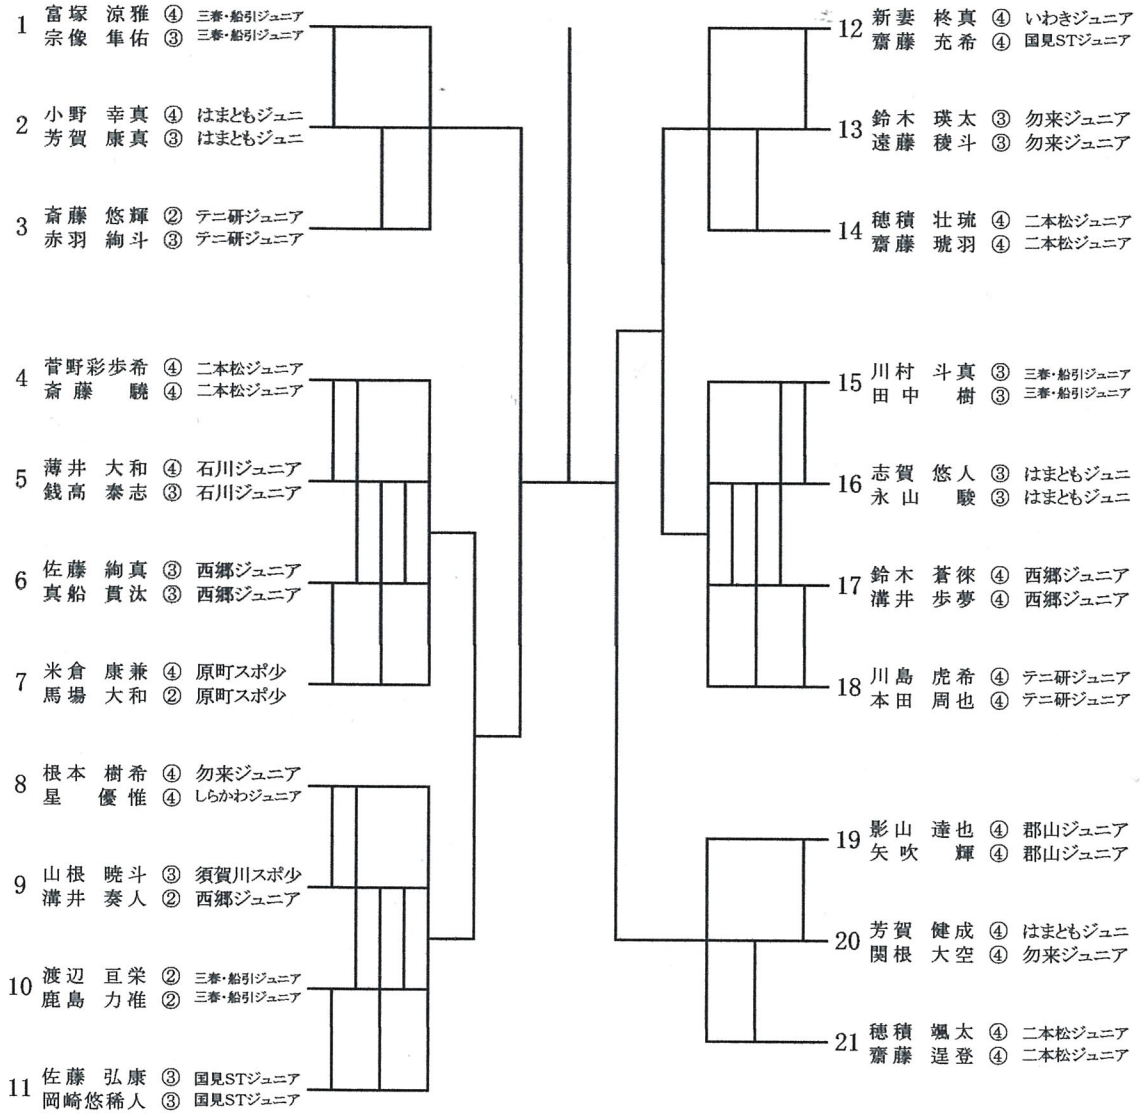 1 富塚 涼雅 ④ 三春・船引ジュニア
宗像 隼佑 ③ 三春・船引ジュニア
2 小野 幸真 ④ はまともジュニ
芳賀 康真 ③ はまともジュニ
3 斎藤 悠輝 ② テニ研ジュニア
赤羽 絢斗 ③ テニ研ジュニア
4 菅野彩歩希 ④ 二本松ジュニア
斎藤 驍 ④ 二本松ジュニア
5 薄井 大和 ④ 石川ジュニア
銭高 泰志 ③ 石川ジュニア
6 佐藤 絢真 ③ 西郷ジュニア
真船 貫汰 ③ 西郷ジュニア
7 米倉 康兼 ④ 原町スポ少
馬場 大和 ② 原町スポ少
8 根本 樹希 ④ 勿来ジュニア
星 優惟 ④ しらかわジュニア
9 山根 暁斗 ③ 須賀川スポ少
溝井 奏人 ② 西郷ジュニア
10 渡辺 亘栄 ② 三春・船引ジュニア
鹿島 力准 ② 三春・船引ジュニア
11 佐藤 弘康 ③ 国見STジュニア
岡崎悠稀人 ③ 国見STジュニア
12 新妻 柊真 ④ いわきジュニア
齋藤 充希 ④ 国見STジュニア
13 鈴木 瑛太 ③ 勿来ジュニア
遠藤 稜斗 ③ 勿来ジュニア
14 穂積 壮琉 ④ 二本松ジュニア
齋藤 琥羽 ④ 二本松ジュニア
15 川村 斗真 ③ 三春・船引ジュニア
田中 樹 ③ 三春・船引ジュニア
16 志賀 悠人 ③ はまともジュニ
永山 駿 ③ はまともジュニ
17 鈴木 蒼徠 ④ 西郷ジュニア
溝井 歩夢 ④ 西郷ジュニア
18 川島 虎希 ④ テニ研ジュニア
本田 周也 ④ テニ研ジュニア
19 影山 達也 ④ 郡山ジュニア
矢吹 輝 ④ 郡山ジュニア
20 芳賀 健成 ④ はまともジュニ
関根 大空 ④ 勿来ジュニア
21 穂積 颯太 ④ 二本松ジュニア
齋藤 逞登 ④ 二本松ジュニア